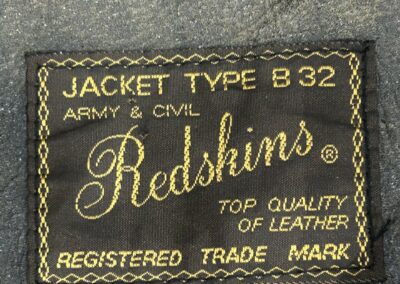 JACKET TYPE B 32
ARMY & CIVIL
Redskins ®
TOP QUALITY
OF LEATHER
REGISTERED TRADE MARK